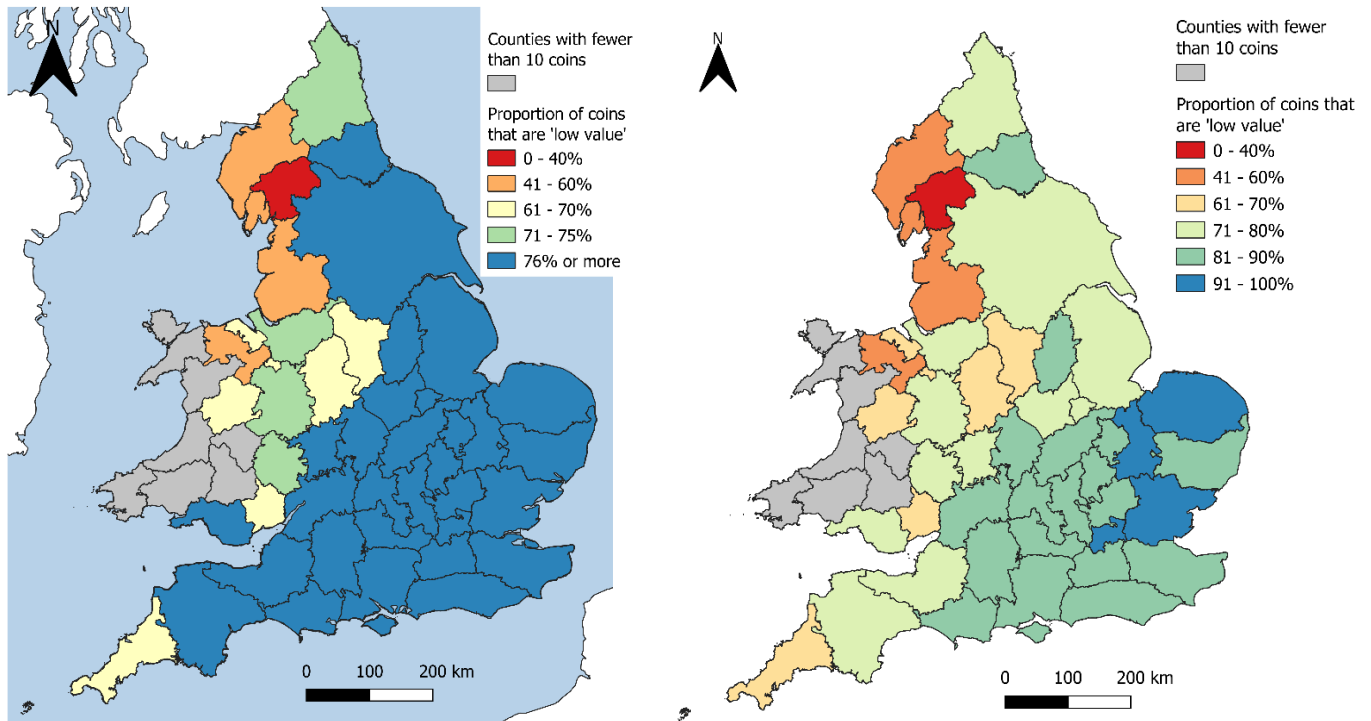 N
Counties with fewer
than 10 coins
Proportion of coins
that are 'low value'
0 - 40%
41 - 60%
61 - 70%
71 - 75%
76% or more
0 100 200 km
N
Counties with fewer
than 10 coins
Proportion of coins that
are 'low value'
0 - 40%
41 - 60%
61 - 70%
71 - 80%
81 - 90%
91 - 100%
0 100 200 km